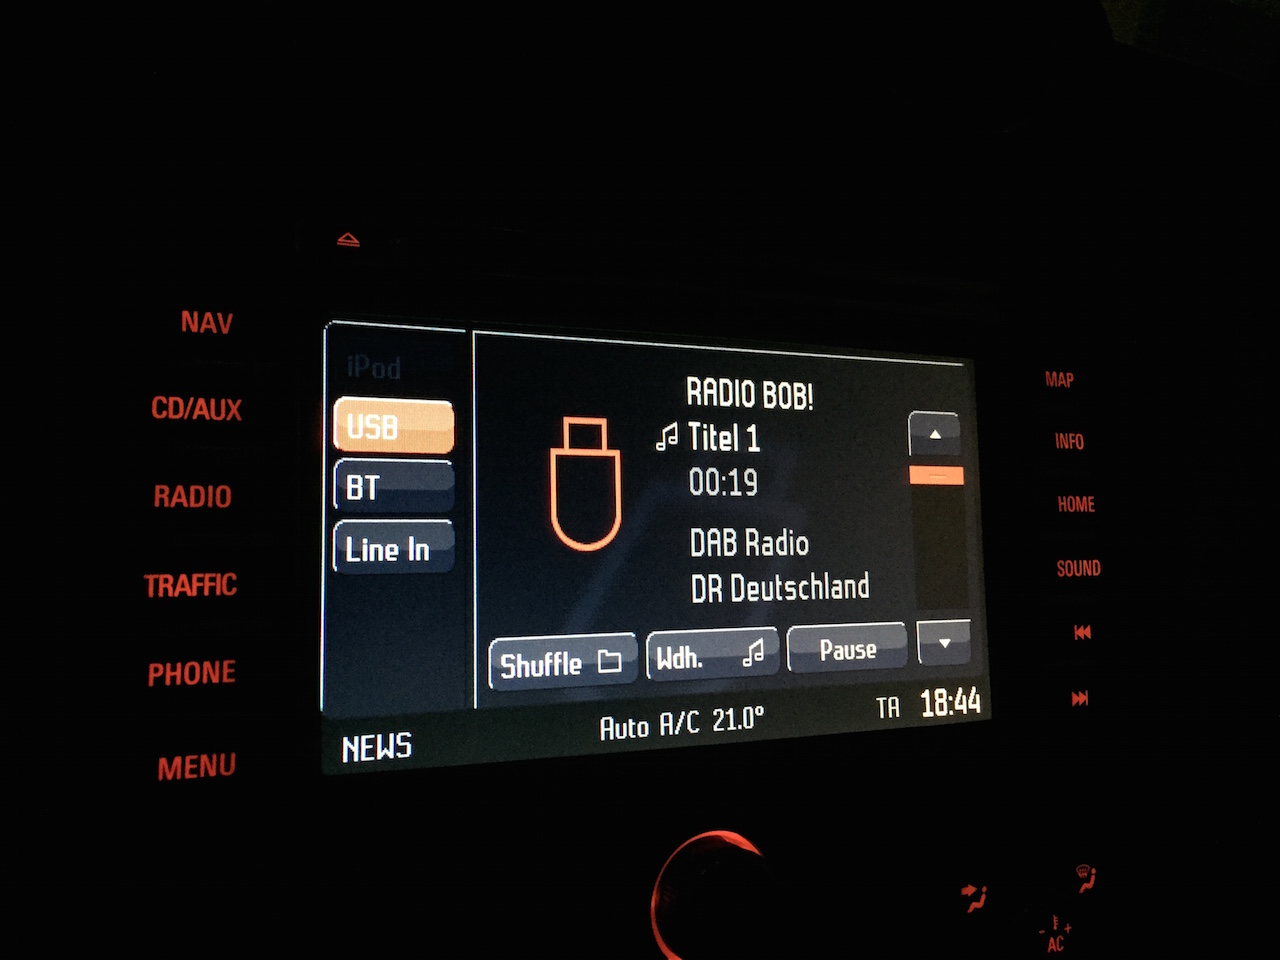 NAV
CD/AUX
RADIO
TRAFFIC
PHONE
MENU
iPod
USB
BT
Line In
RADIO BOB!
Titel 1
00:19
DAB Radio
DR Deutschland
Shuffle
Wdh.
Pause
NEWS
Auto A/C 21.0°
TA 18:44
MAP
INFO
HOME
SOUND
- +
AC